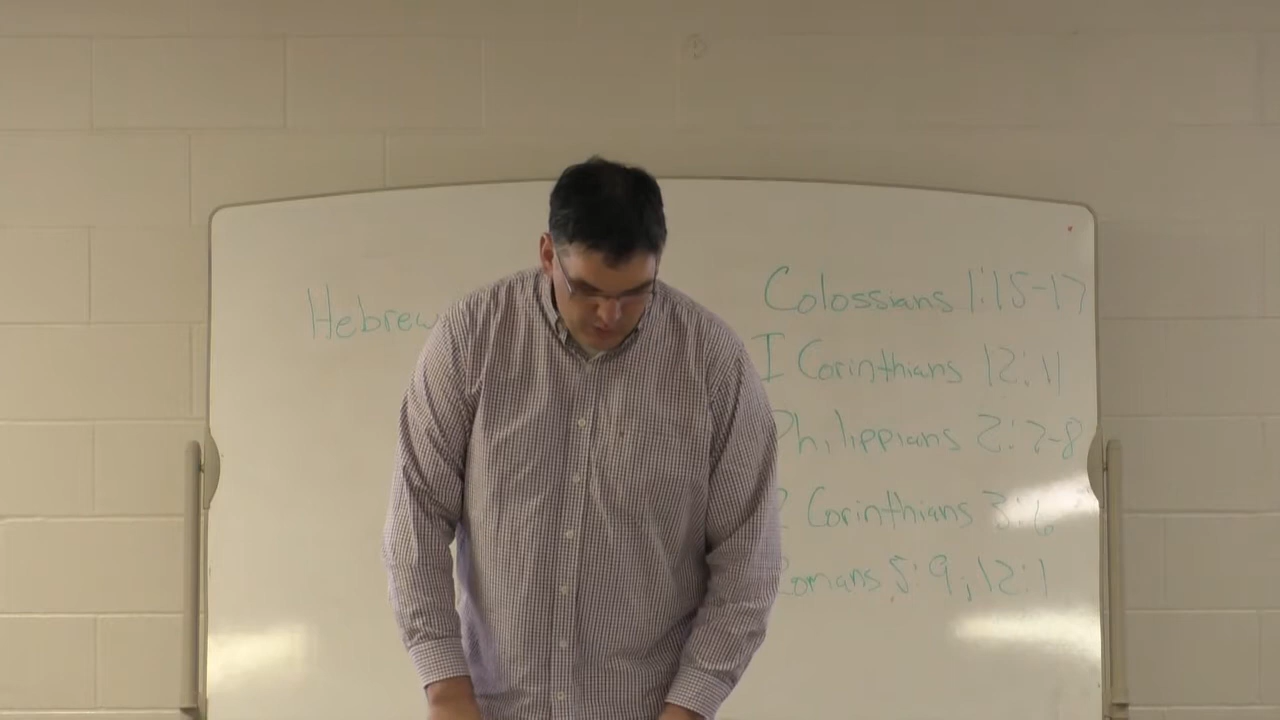 Hebrew
Colossians 1:15-17
I Corinthians 12:11
Philippians 2:7-8
2 Corinthians 3:6
Romans 5:9; 12:1